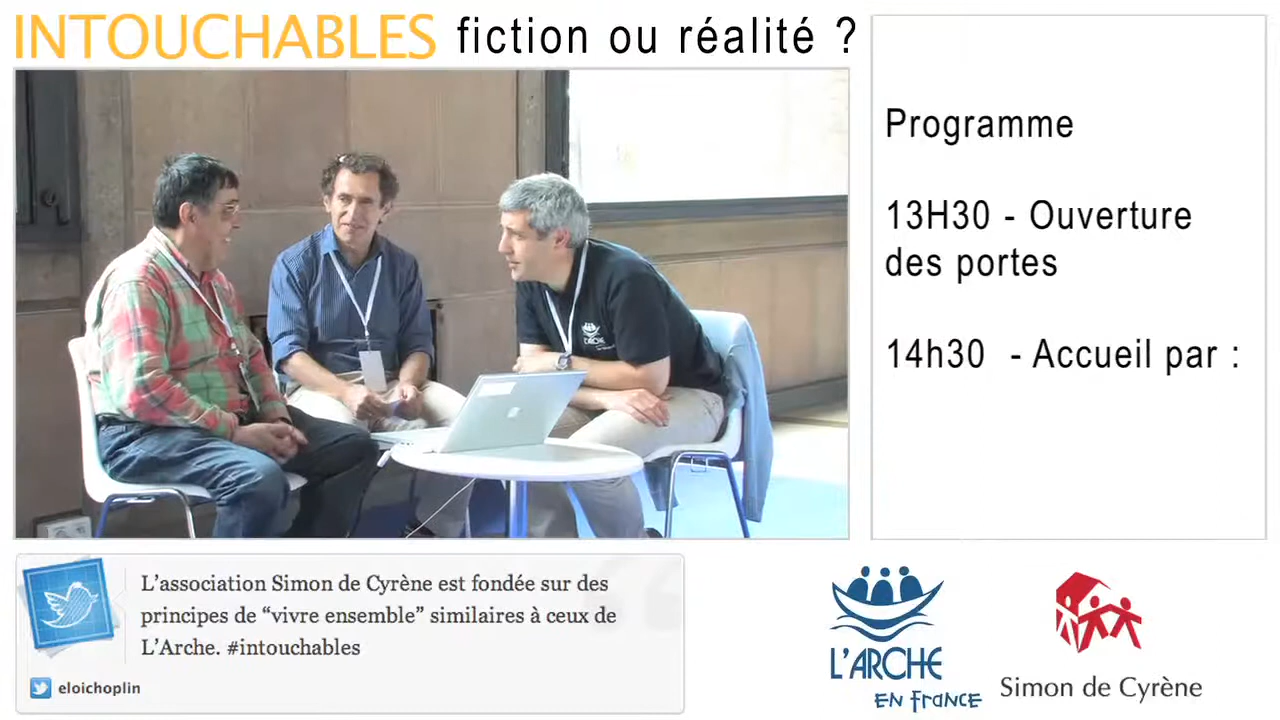 INTOUCHABLES fiction ou réalité ?
Programme
13H30 - Ouverture
des portes
14h30 - Accueil par :
L'ARCHE
L’association Simon de Cyrène est fondée sur des
principes de “vivre ensemble” similaires à ceux de
L’Arche. #intouchables
eloichoplin
L'ARCHE
EN FRANCE
Simon de Cyrène